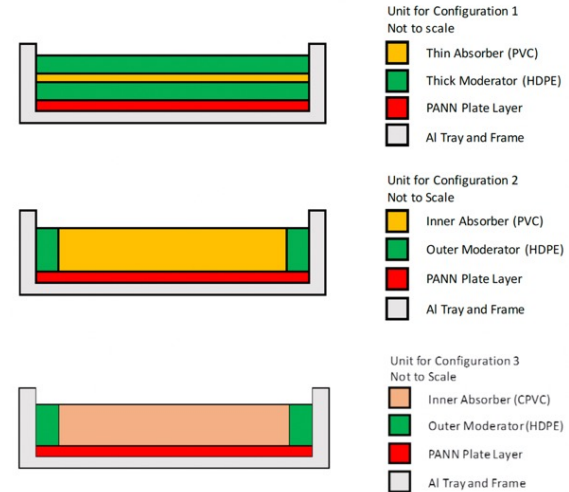 Unit for Configuration 1
Not to scale
Thin Absorber (PVC)
Thick Moderator (HDPE)
PANN Plate Layer
Al Tray and Frame
Unit for Configuration 2
Not to Scale
Inner Absorber (PVC)
Outer Moderator (HDPE)
PANN Plate Layer
Al Tray and Frame
Unit for Configuration 3
Not to Scale
Inner Absorber (CPVC)
Outer Moderator (HDPE)
PANN Plate Layer
Al Tray and Frame